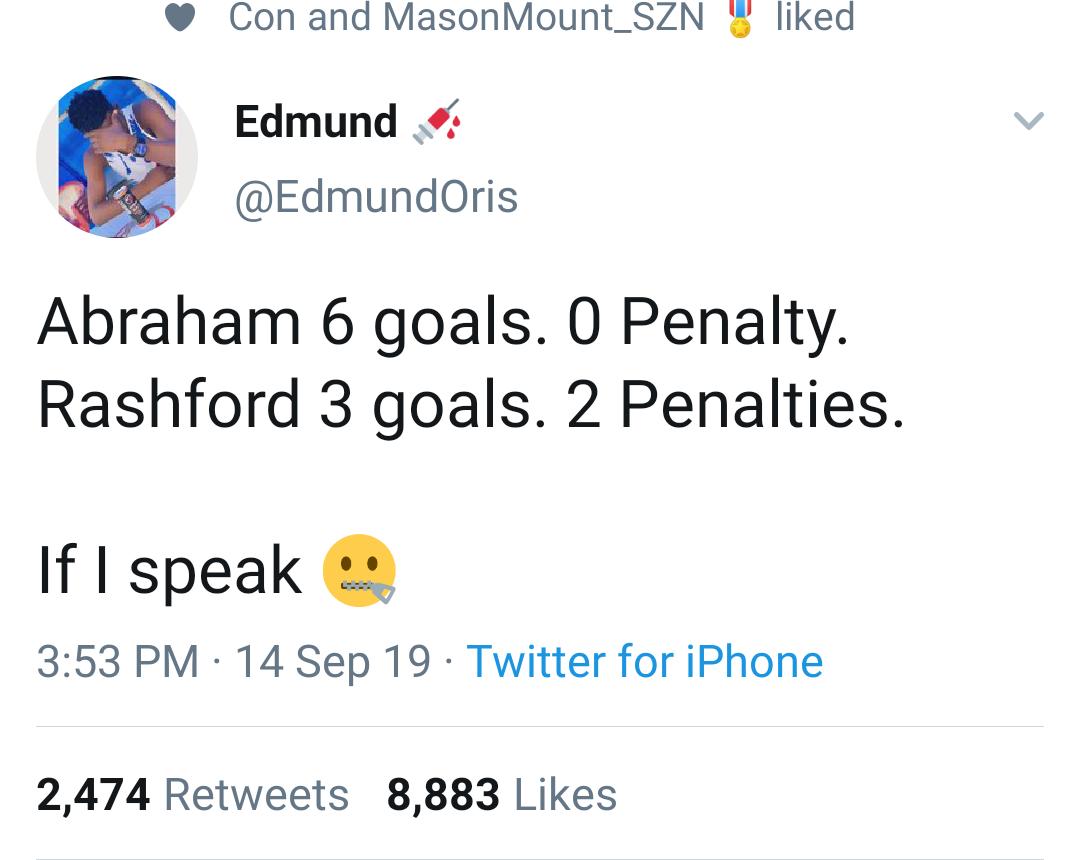 Con and MasonMount_SZN 🏅 liked
Edmund 💉
@EdmundOris
Abraham 6 goals. 0 Penalty.
Rashford 3 goals. 2 Penalties.
If I speak 🤐
3:53 PM · 14 Sep 19 · Twitter for iPhone
2,474 Retweets 8,883 Likes